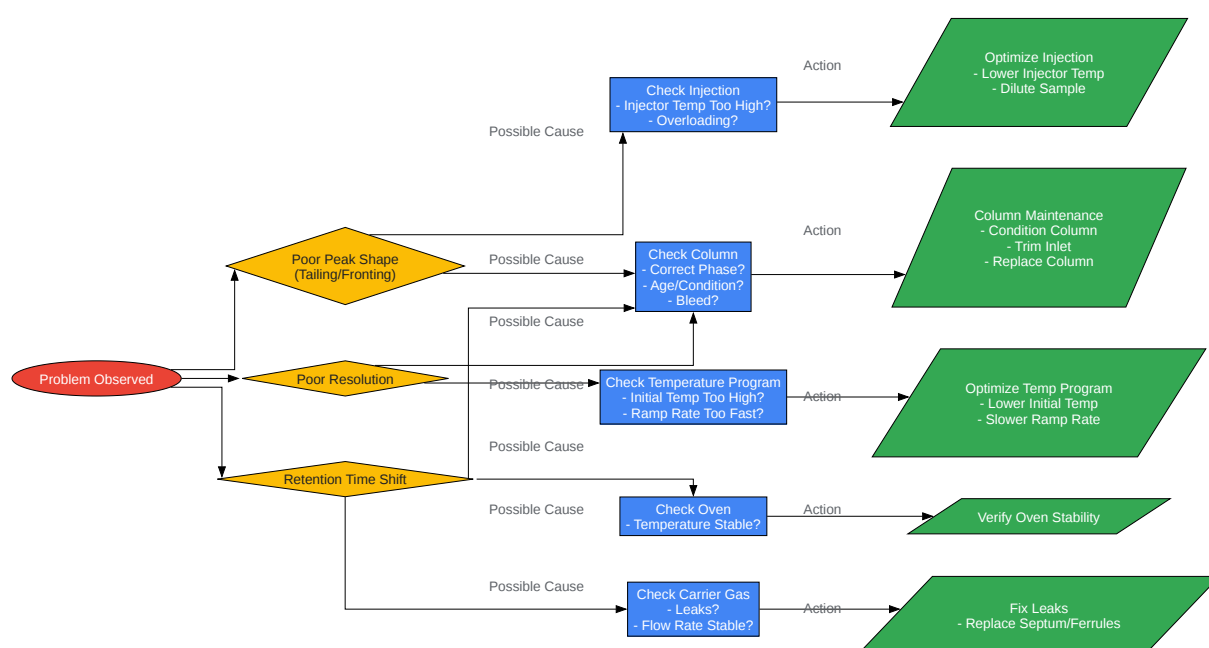 Problem Observed
Poor Peak Shape
(Tailing/Fronting)
Poor Resolution
Retention Time Shift
Possible Cause
Possible Cause
Possible Cause
Possible Cause
Possible Cause
Possible Cause
Possible Cause
Check Injection
- Injector Temp Too High?
- Overloading?
Check Column
- Correct Phase?
- Age/Condition?
- Bleed?
Check Temperature Program
- Initial Temp Too High?
- Ramp Rate Too Fast?
Check Oven
- Temperature Stable?
Check Carrier Gas
- Leaks?
- Flow Rate Stable?
Action
Action
Action
Action
Action
Optimize Injection
- Lower Injector Temp
- Dilute Sample
Column Maintenance
- Condition Column
- Trim Inlet
- Replace Column
Optimize Temp Program
- Lower Initial Temp
- Slower Ramp Rate
Verify Oven Stability
Fix Leaks
- Replace Septum/Ferrules